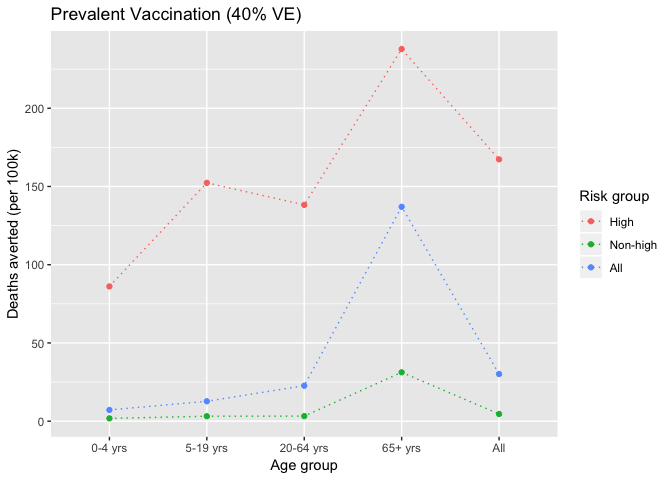 Prevalent Vaccination (40% VE)
Deaths averted (per 100k)
200
150
100
50
0
0-4 yrs
5-19 yrs
20-64 yrs
65+ yrs
All
Age group
Risk group
High
Non-high
All